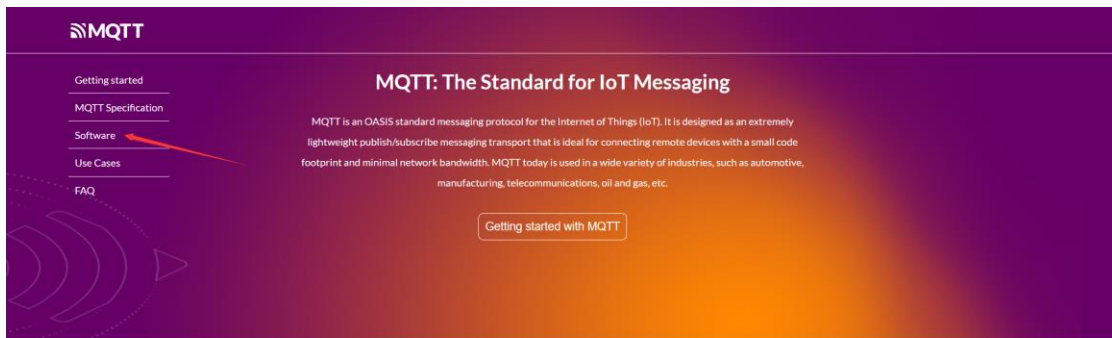 MQTT
Getting started
MQTT Specification
Software
Use Cases
FAQ
MQTT: The Standard for IoT Messaging
MQTT is an OASIS standard messaging protocol for the Internet of Things (IoT). It is designed as an extremely
lightweight publish/subscribe messaging transport that is ideal for connecting remote devices with a small code
footprint and minimal network bandwidth. MQTT today is used in a wide variety of industries, such as automotive,
manufacturing, telecommunications, oil and gas, etc.
Getting started with MQTT